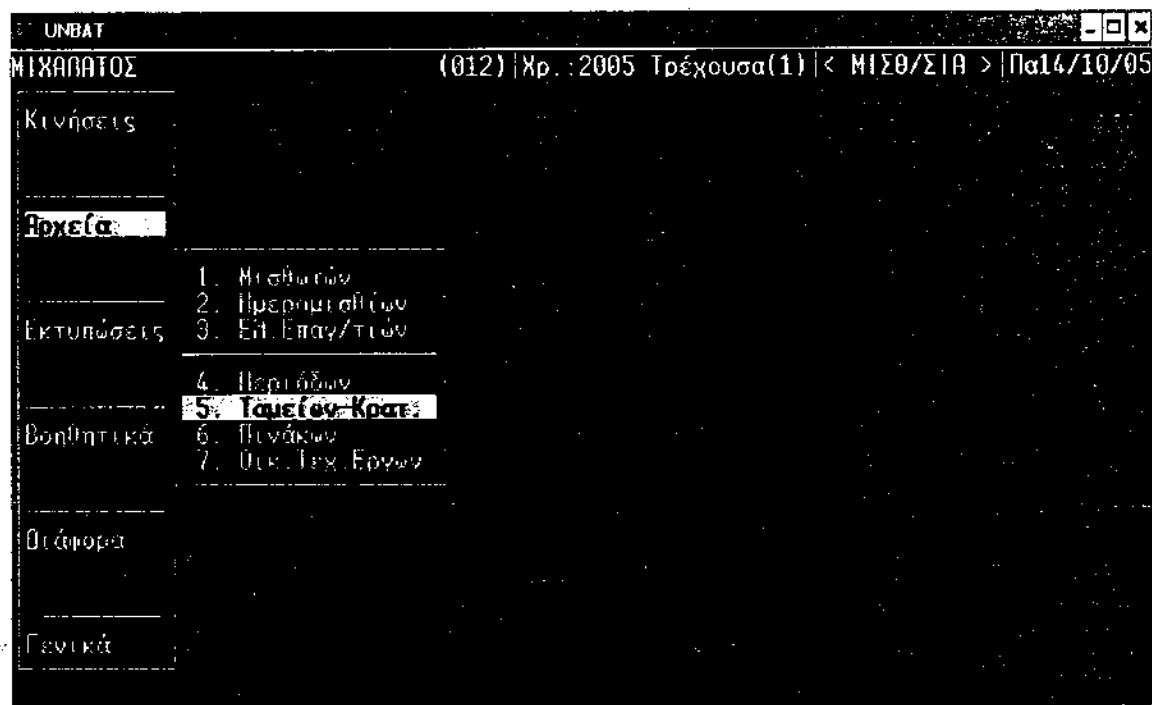 UNBAT
ΜΙΧΑΒΑΤΟΣ (012)|Χρ.:2005 Τρέχουσα(1)|< ΜΙΣΘ/ΣΙΑ >|Πα14/10/05
Κινήσεις
Αρχεία
1. Μισθωτών
2. Ημερομισθίων
Εκτυπώσεις
3. Ελ.Επαγ/τιών
4. Περιόδων
5. Ταμείων-Κρατ.
Βοηθητικά
6. Πινάκων
7. Οικ.Τεχ.Εργων
Διάφορα
Γενικά